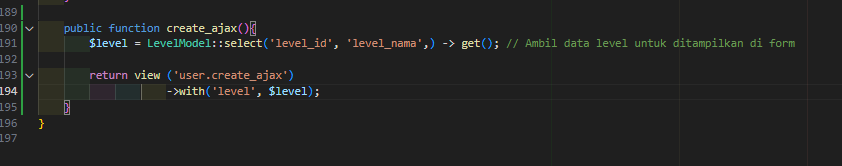 189
190 public function create_ajax(){
191 $level = LevelModel::select('level_id', 'level_nama',) -> get(); // Ambil data level untuk ditampilkan di form
192
193 return view ('user.create_ajax')
194 ->with('level', $level);
195 }
196 }
197